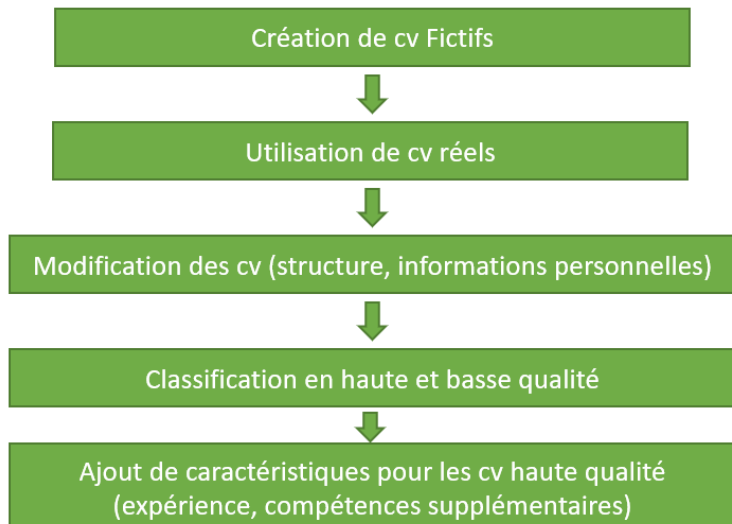 Création de cv Fictifs
Utilisation de cv réels
Modification des cv (structure, informations personnelles)
Classification en haute et basse qualité
Ajout de caractéristiques pour les cv haute qualité
(expérience, compétences supplémentaires)